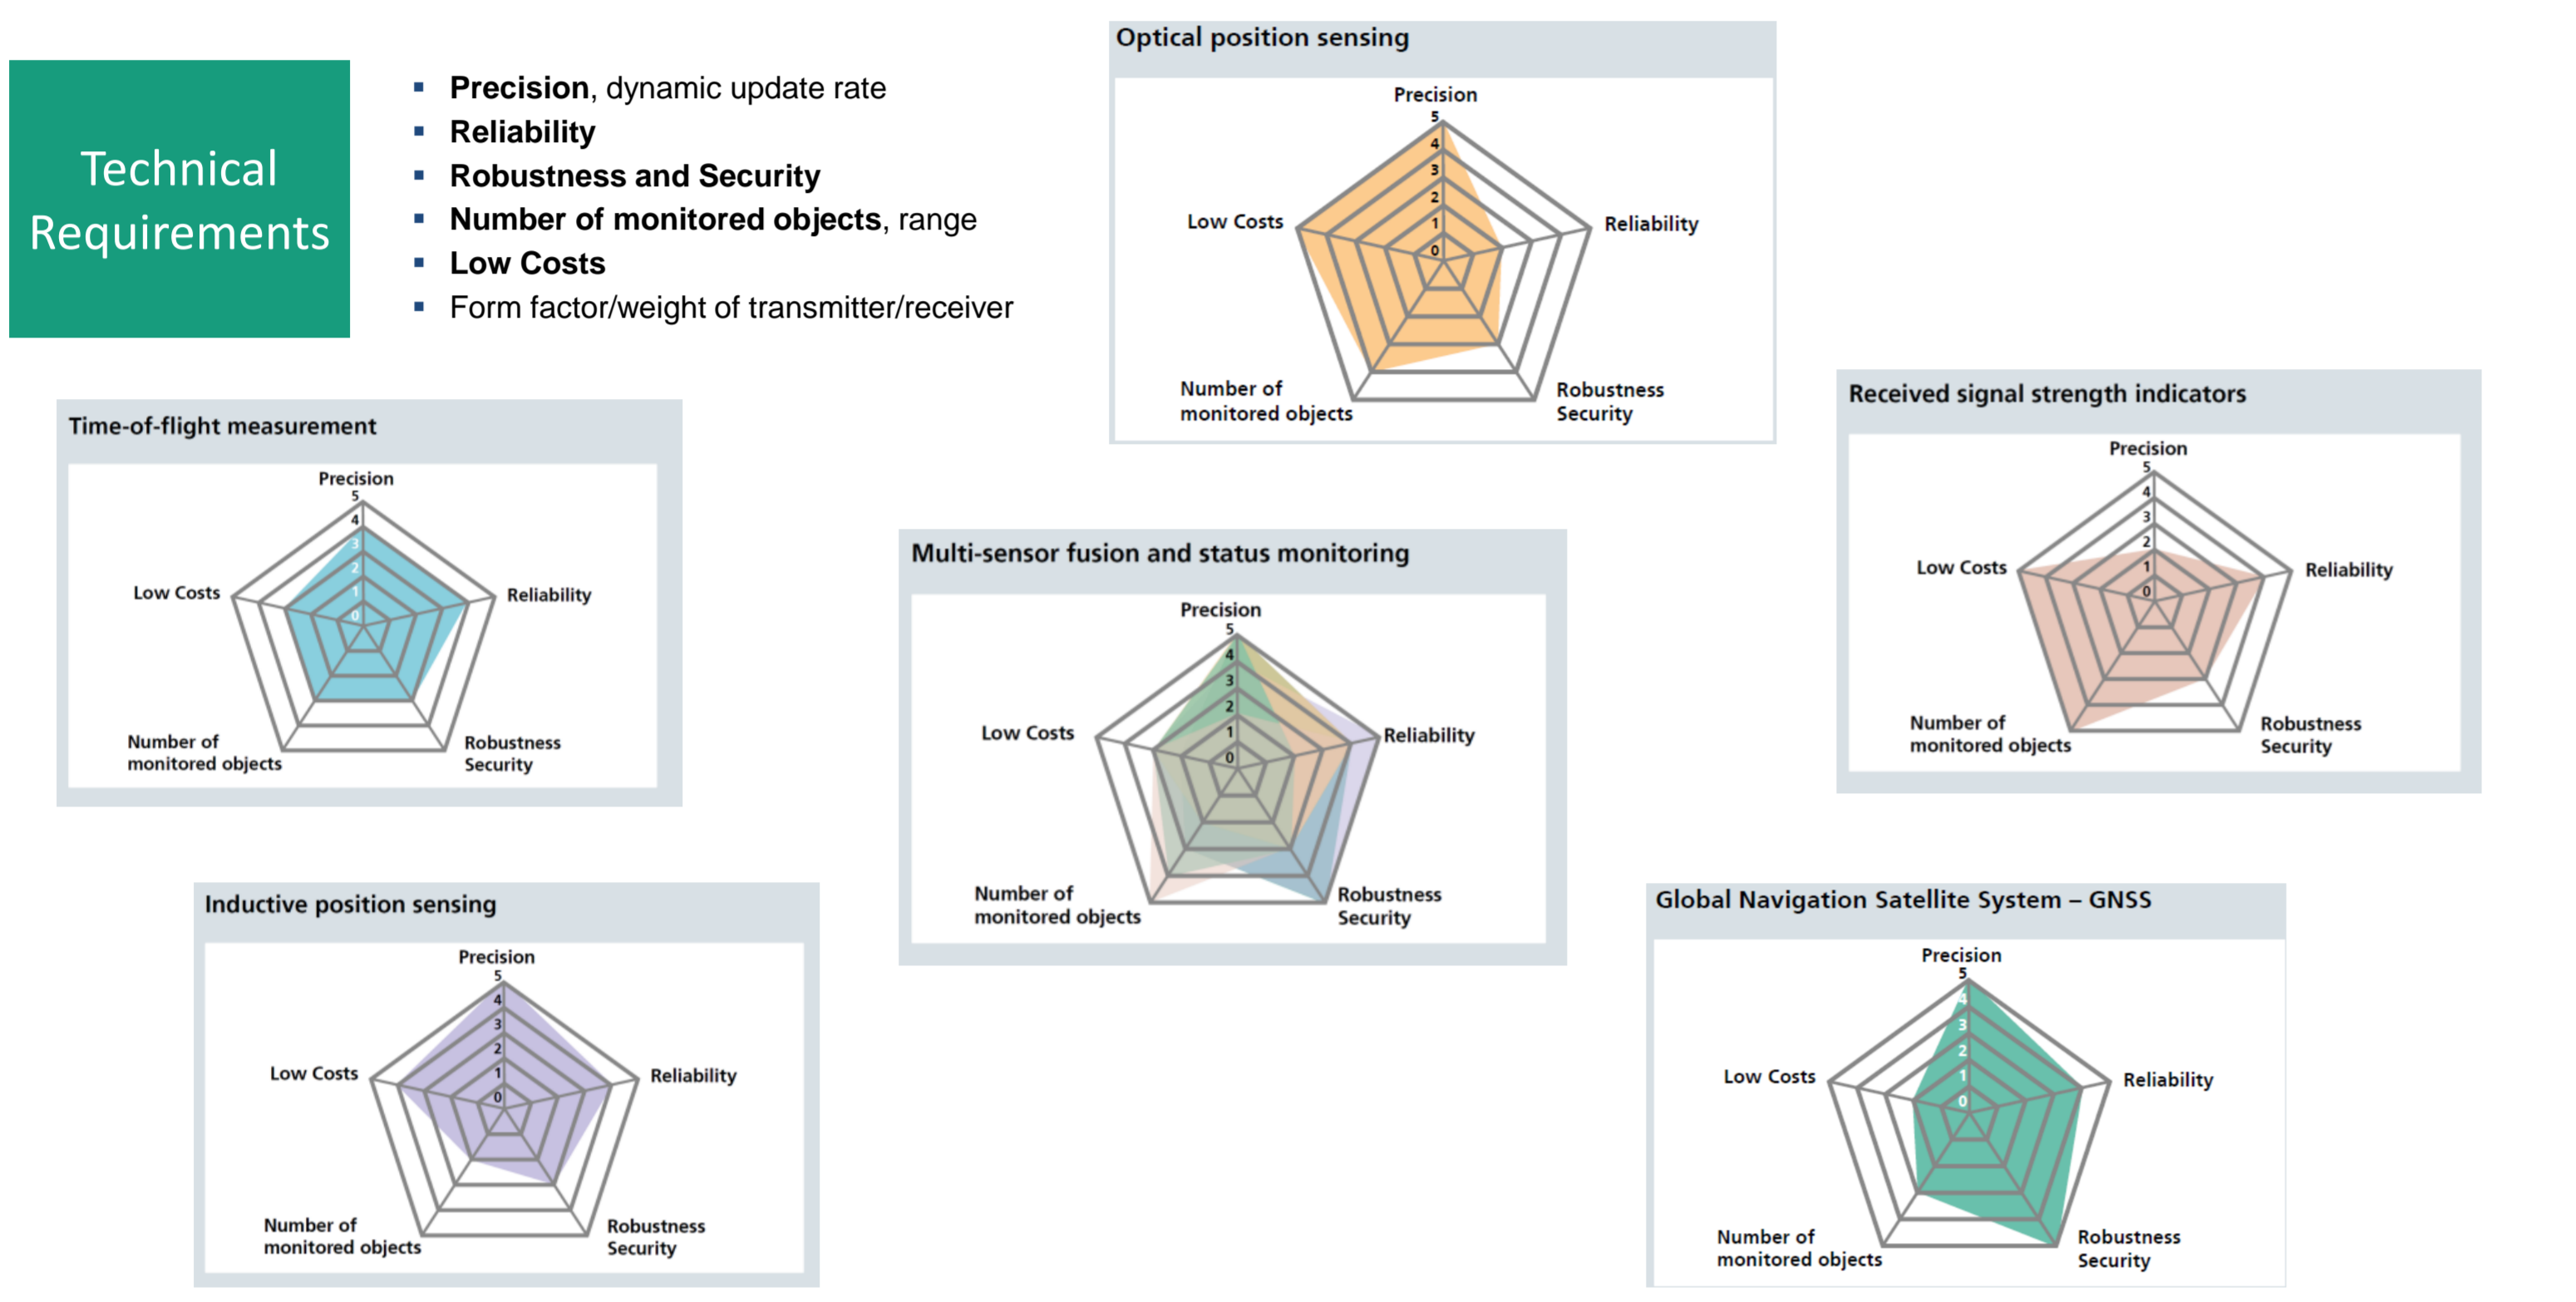 Technical
Requirements
▪ Precision, dynamic update rate
▪ Reliability
▪ Robustness and Security
▪ Number of monitored objects, range
▪ Low Costs
▪ Form factor/weight of transmitter/receiver
Optical position sensing
Precision
5
4
3
2
1
0
Low Costs
Reliability
Number of
monitored objects
Robustness
Security
Time-of-flight measurement
Precision
5
4
3
2
1
0
Low Costs
Reliability
Number of
monitored objects
Robustness
Security
Multi-sensor fusion and status monitoring
Precision
5
4
3
2
1
0
Low Costs
Reliability
Number of
monitored objects
Robustness
Security
Received signal strength indicators
Precision
5
4
3
2
1
0
Low Costs
Reliability
Number of
monitored objects
Robustness
Security
Inductive position sensing
Precision
5
4
3
2
1
0
Low Costs
Reliability
Number of
monitored objects
Robustness
Security
Global Navigation Satellite System – GNSS
Precision
5
4
3
2
1
0
Low Costs
Reliability
Number of
monitored objects
Robustness
Security